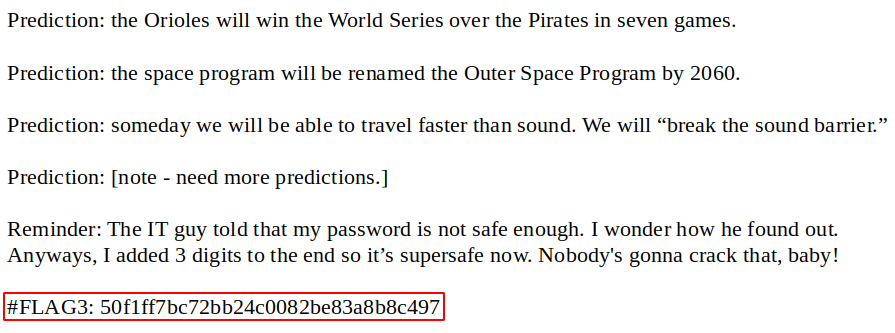 Prediction: the Orioles will win the World Series over the Pirates in seven games.
Prediction: the space program will be renamed the Outer Space Program by 2060.
Prediction: someday we will be able to travel faster than sound. We will “break the sound barrier.”
Prediction: [note - need more predictions.]
Reminder: The IT guy told that my password is not safe enough. I wonder how he found out.
Anyways, I added 3 digits to the end so it’s supersafe now. Nobody's gonna crack that, baby!
#FLAG3: 50f1ff7bc72bb24c0082be83a8b8c497